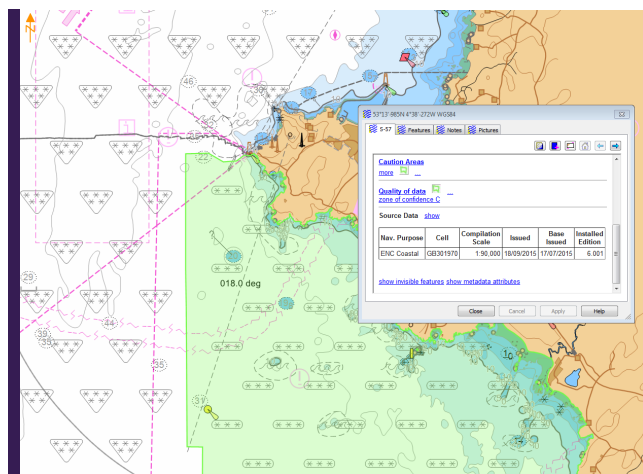 N
46
22
29
44
39
35
31
018.0 deg
53°13'·985N 4°38'·272W WGS84
S-57 Features Notes Pictures
Caution Areas
more ...
Quality of data ...
zone of confidence C
Source Data show
Nav. Purpose Cell Compilation Scale Issued Base Issued Installed Edition
ENC Coastal GB301970 1:90,000 18/09/2015 17/07/2015 6.001
show invisible features show metadata attributes
Close Cancel Apply Help